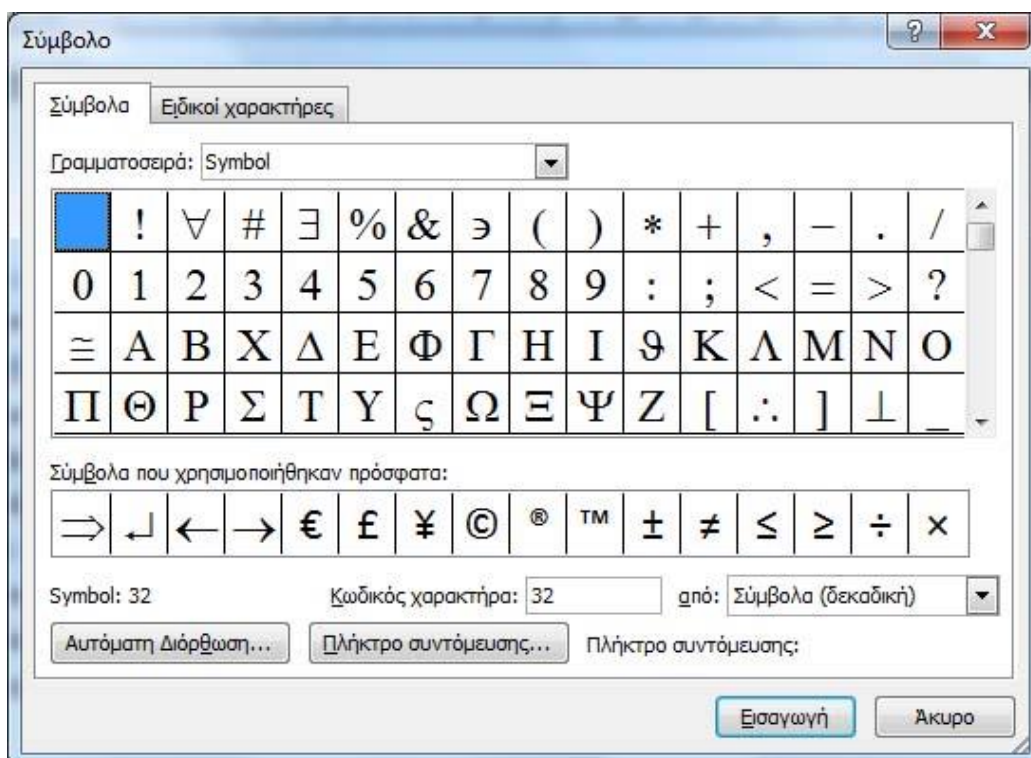 Σύμβολο
Σύμβολα Ειδικοί χαρακτήρες
Γραμματοσειρά: Symbol
! ∀ # ∃ % & ϶ ( ) * + , − . /
0 1 2 3 4 5 6 7 8 9 : ; < = > ?
≅ Α Β Χ Δ Ε Φ Γ Η Ι ϑ Κ Λ Μ Ν Ο
Π Θ Ρ Σ Τ Υ ς Ω Ξ Ψ Ζ [ ∴ ] ⊥ _
Σύμβολα που χρησιμοποιήθηκαν πρόσφατα:
⇒ ↵ ← → € £ ¥ © ® ™ ± ≠ ≤ ≥ ÷ ×
Symbol: 32 Κωδικός χαρακτήρα: 32 από: Σύμβολα (δεκαδική)
Αυτόματη Διόρθωση... Πλήκτρο συντόμευσης... Πλήκτρο συντόμευσης:
Εισαγωγή Άκυρο